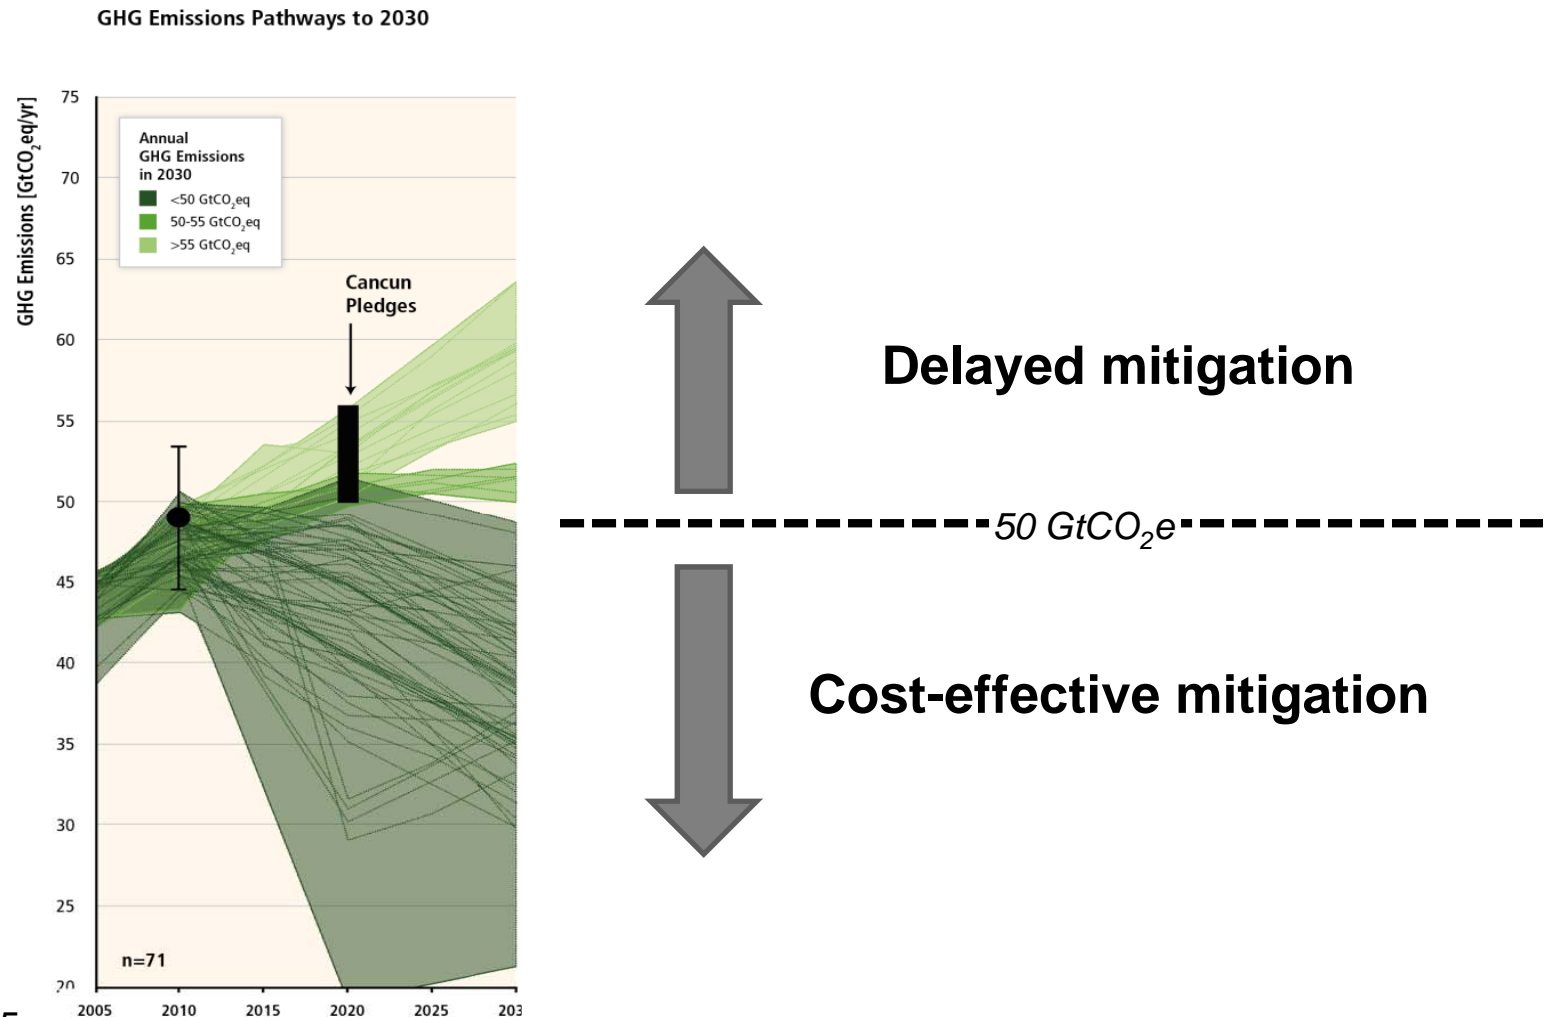 GHG Emissions Pathways to 2030
GHG Emissions [GtCO₂eq/yr]
75
70
65
60
55
50
45
40
35
30
25
20
Annual
GHG Emissions
in 2030
<50 GtCO₂eq
50-55 GtCO₂eq
>55 GtCO₂eq
Cancun
Pledges
n=71
2005 2010 2015 2020 2025 203
Delayed mitigation
50 GtCO₂e
Cost-effective mitigation